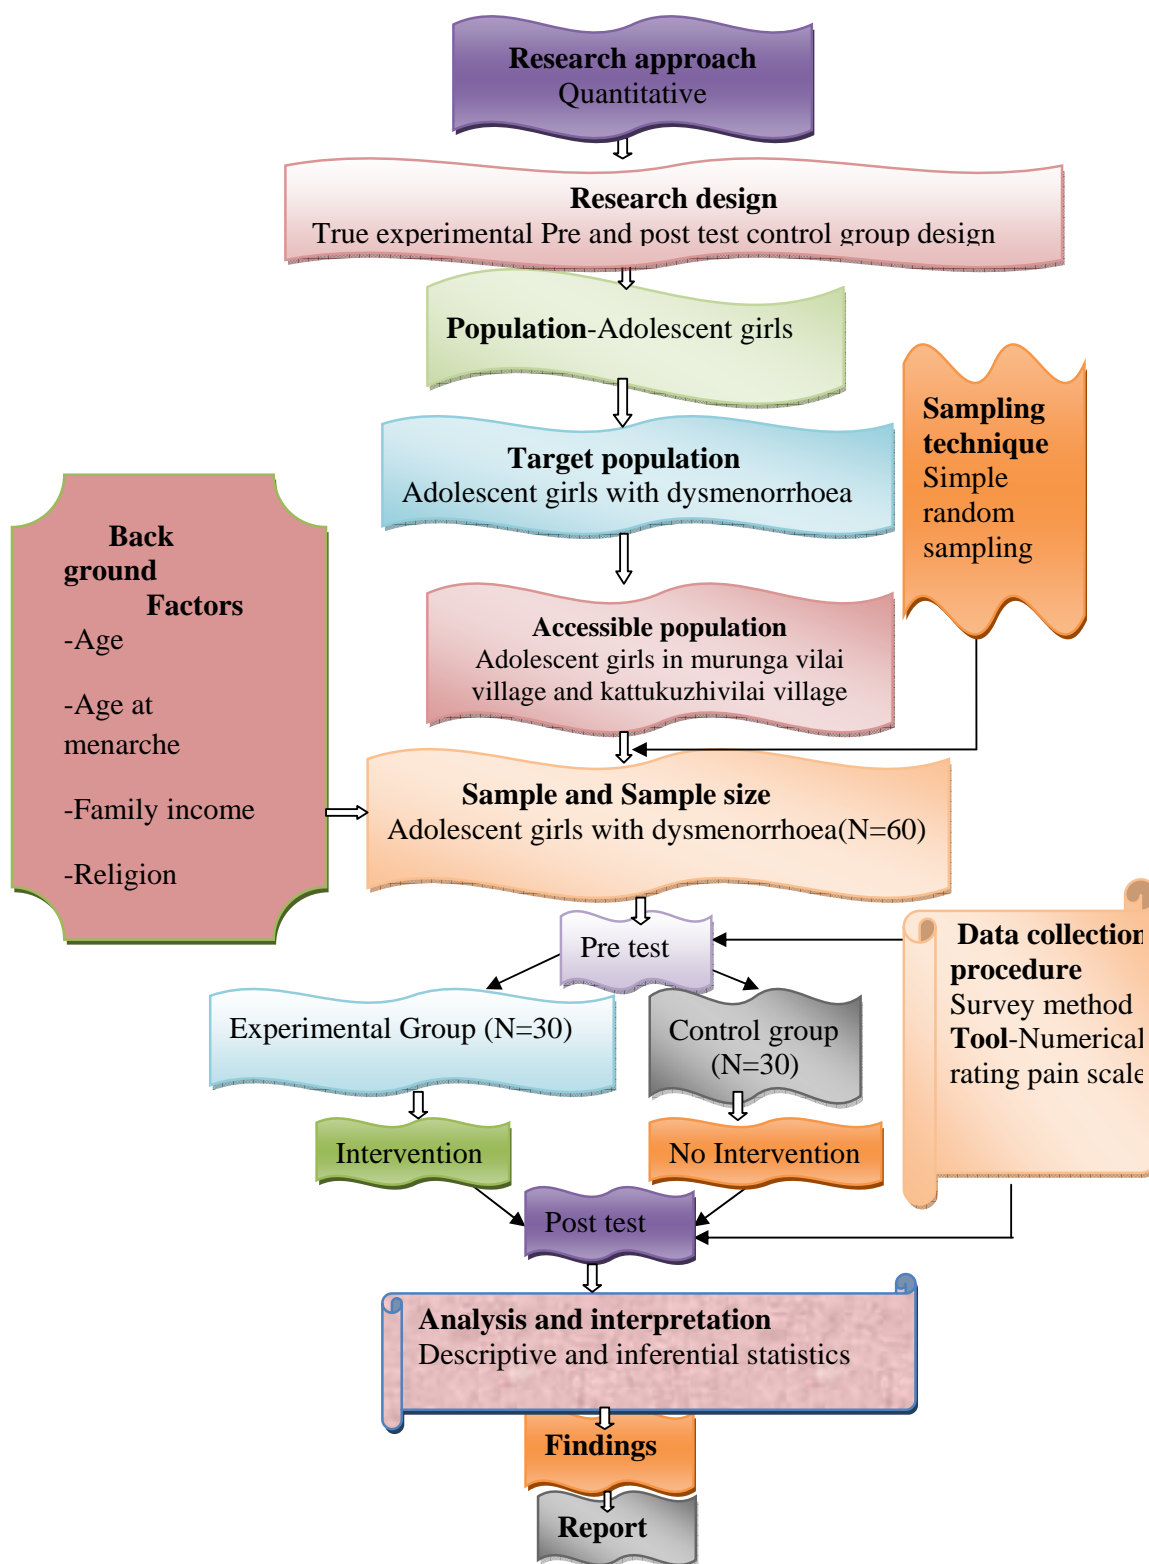 Research approach
Quantitative
Research design
True experimental Pre and post test control group design
Population-Adolescent girls
Target population
Adolescent girls with dysmenorrhoea
Sampling
technique
Simple
random
sampling
Back
ground
Factors
-Age
-Age at
menarche
-Family income
-Religion
Accessible population
Adolescent girls in murunga vilai
village and kattukuzhivilai village
Sample and Sample size
Adolescent girls with dysmenorrhoea(N=60)
Pre test
Data collection
procedure
Survey method
Tool-Numerical
rating pain scale
Experimental Group (N=30)
Control group
(N=30)
Intervention
No Intervention
Post test
Analysis and interpretation
Descriptive and inferential statistics
Findings
Report